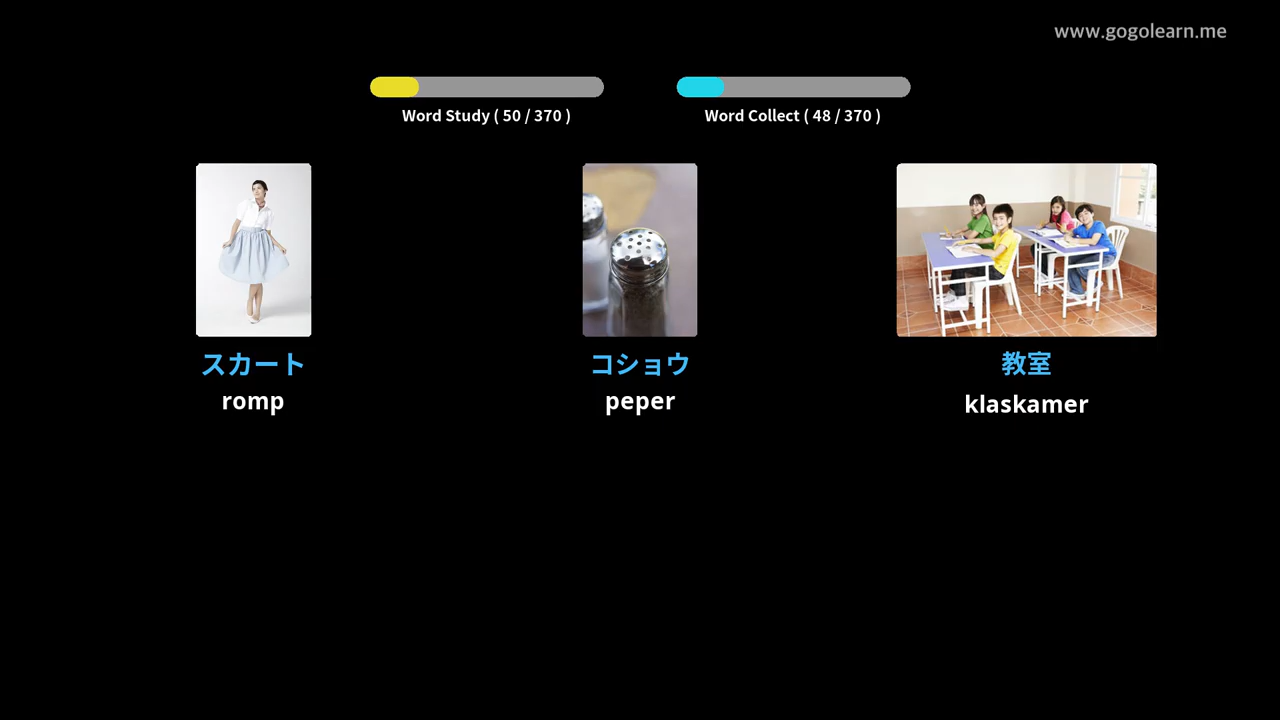 www.gogolearn.me
Word Study ( 50 / 370 )
Word Collect ( 48 / 370 )
スカート
romp
コショウ
peper
教室
klaskamer